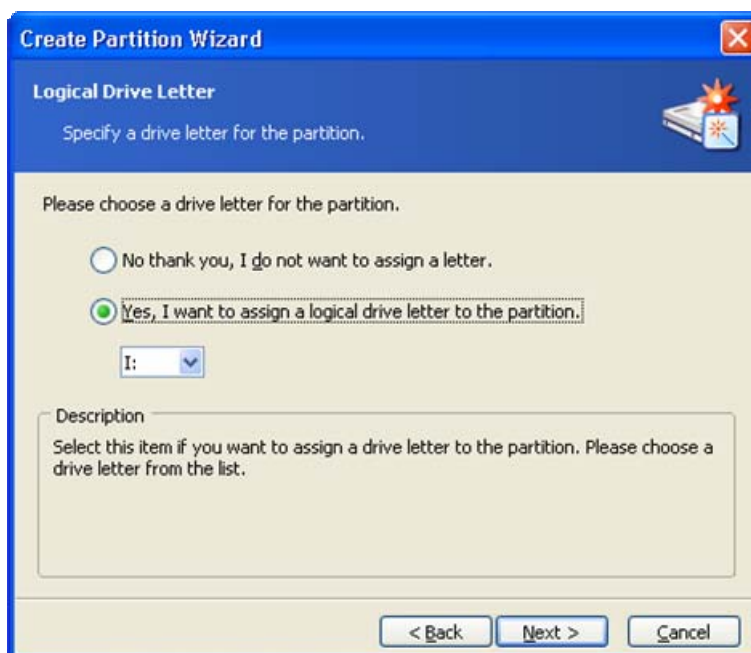 Create Partition Wizard
Logical Drive Letter
Specify a drive letter for the partition.
Please choose a drive letter for the partition.
No thank you, I do not want to assign a letter.
Yes, I want to assign a logical drive letter to the partition.
I:
Description
Select this item if you want to assign a drive letter to the partition. Please choose a
drive letter from the list.
< Back
Next >
Cancel